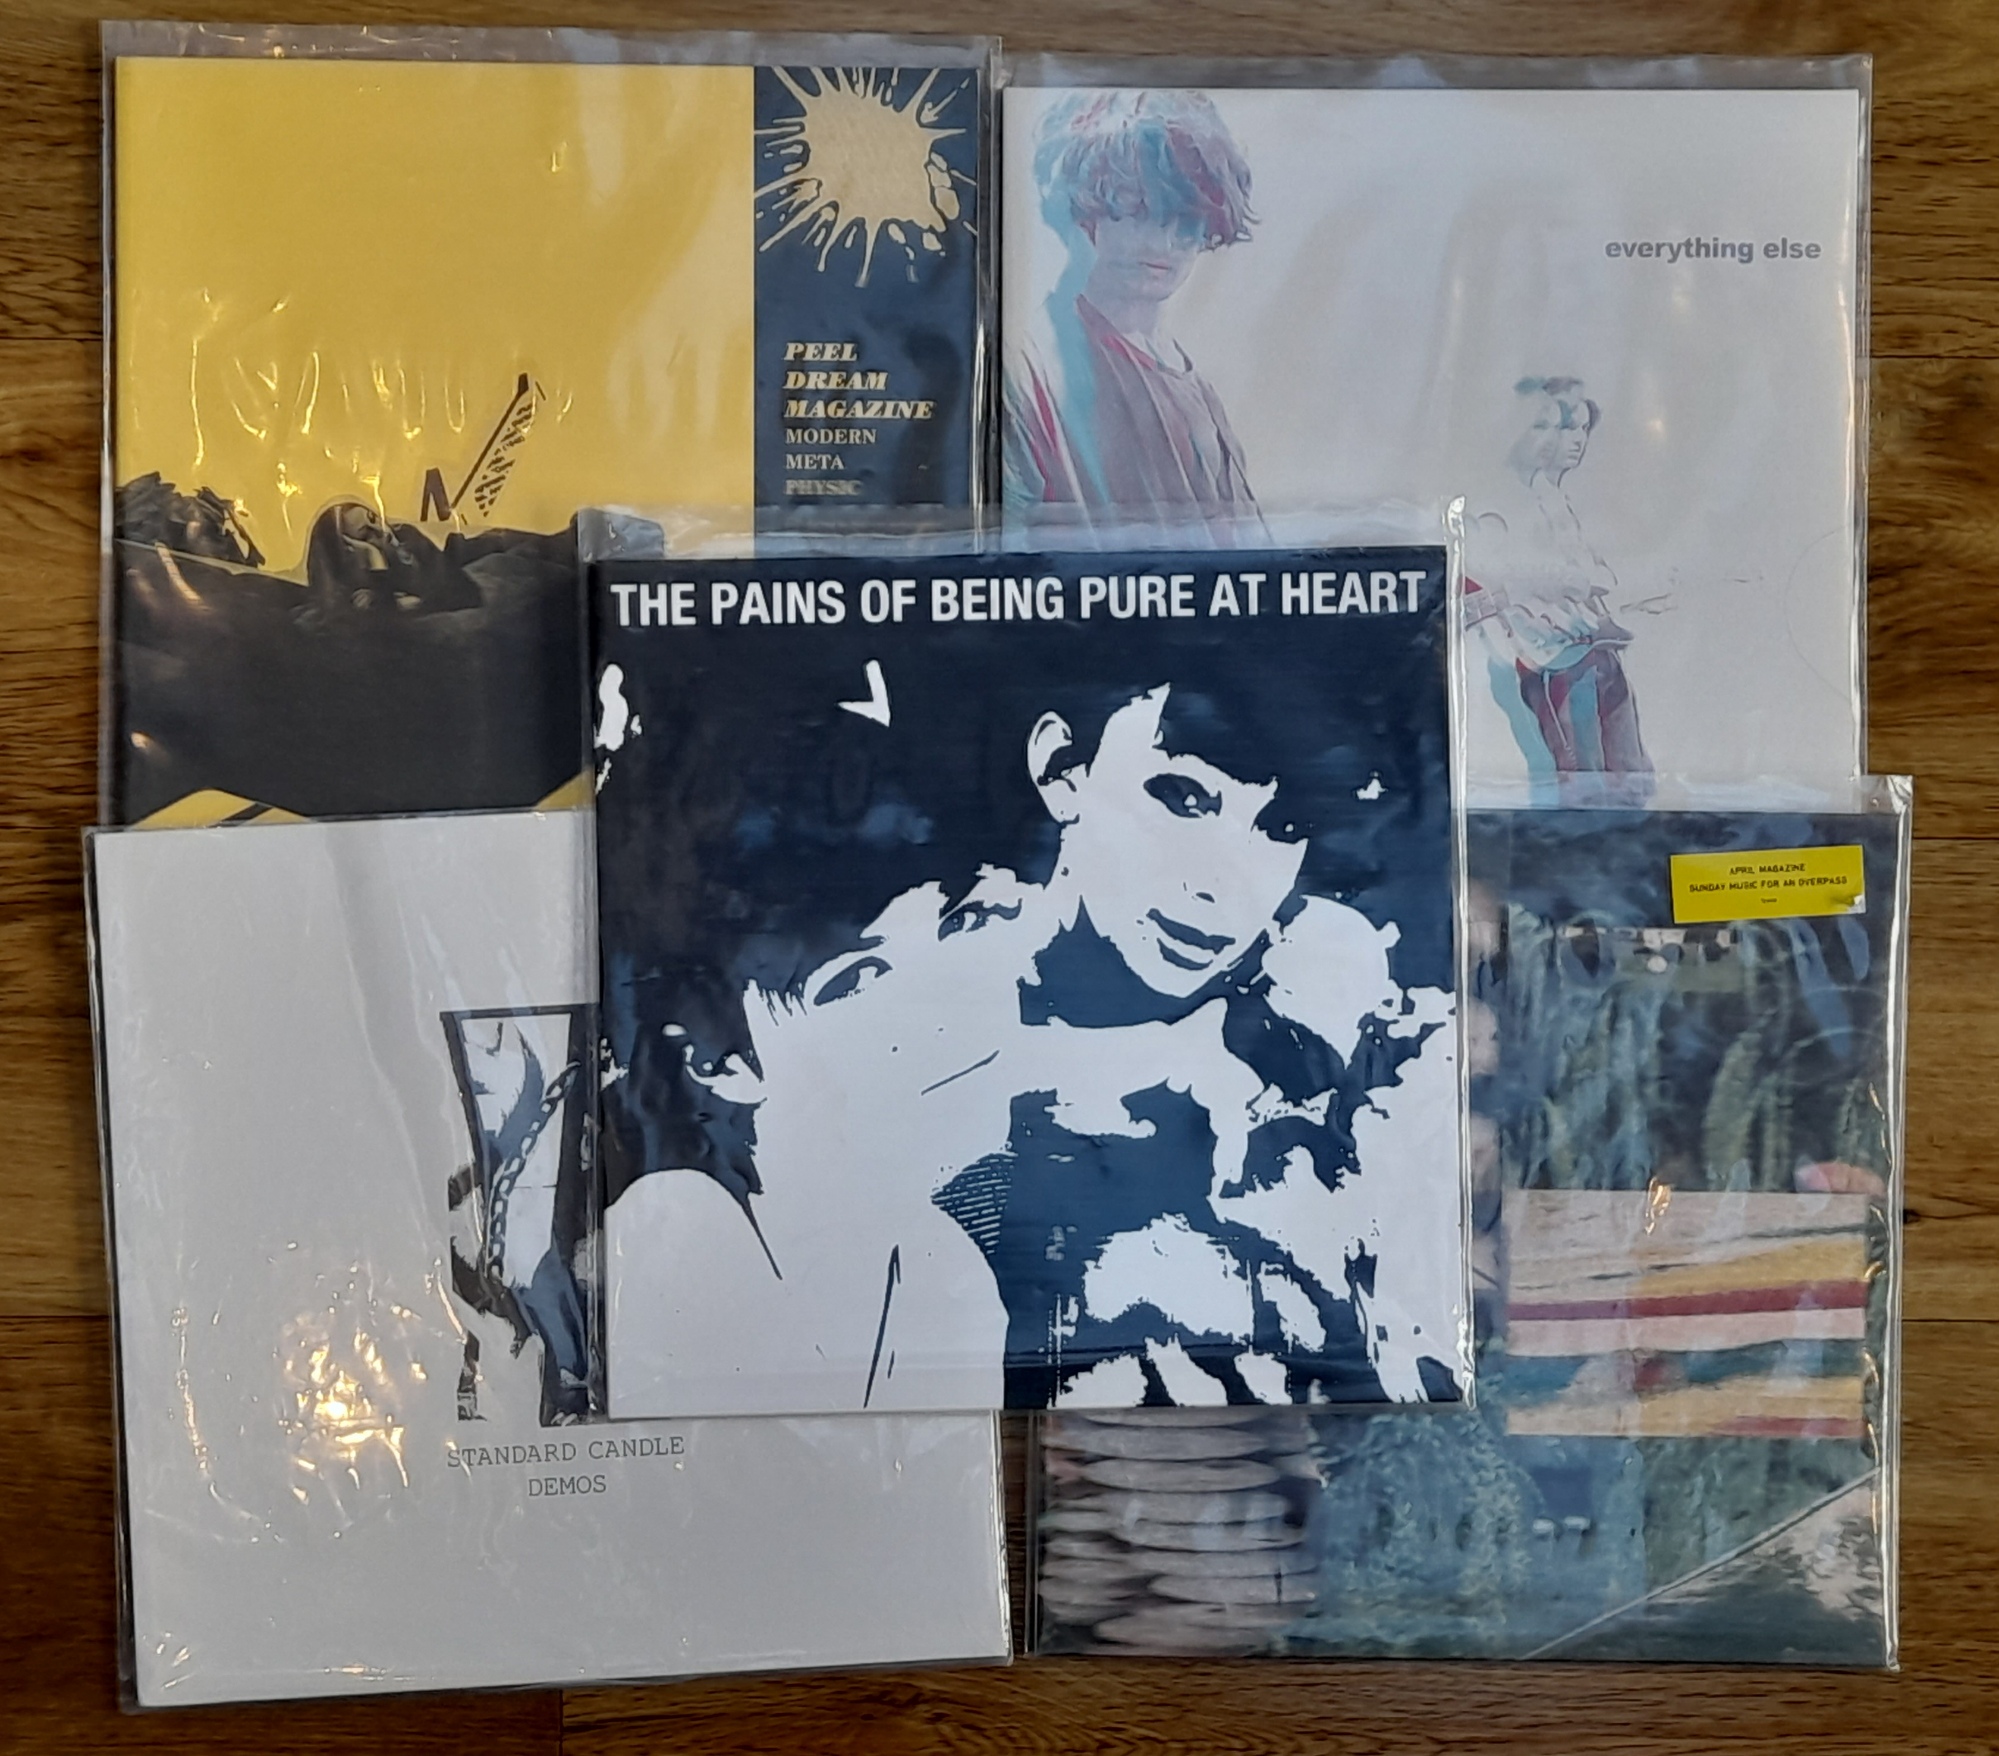 PEEL
DREAM
MAGAZINE
MODERN
META
PHYSIC
everything else
THE PAINS OF BEING PURE AT HEART
APRIL MAGAZINE
SUNDAY MUSIC FOR AN OVERPASS
STANDARD CANDLE
DEMOS